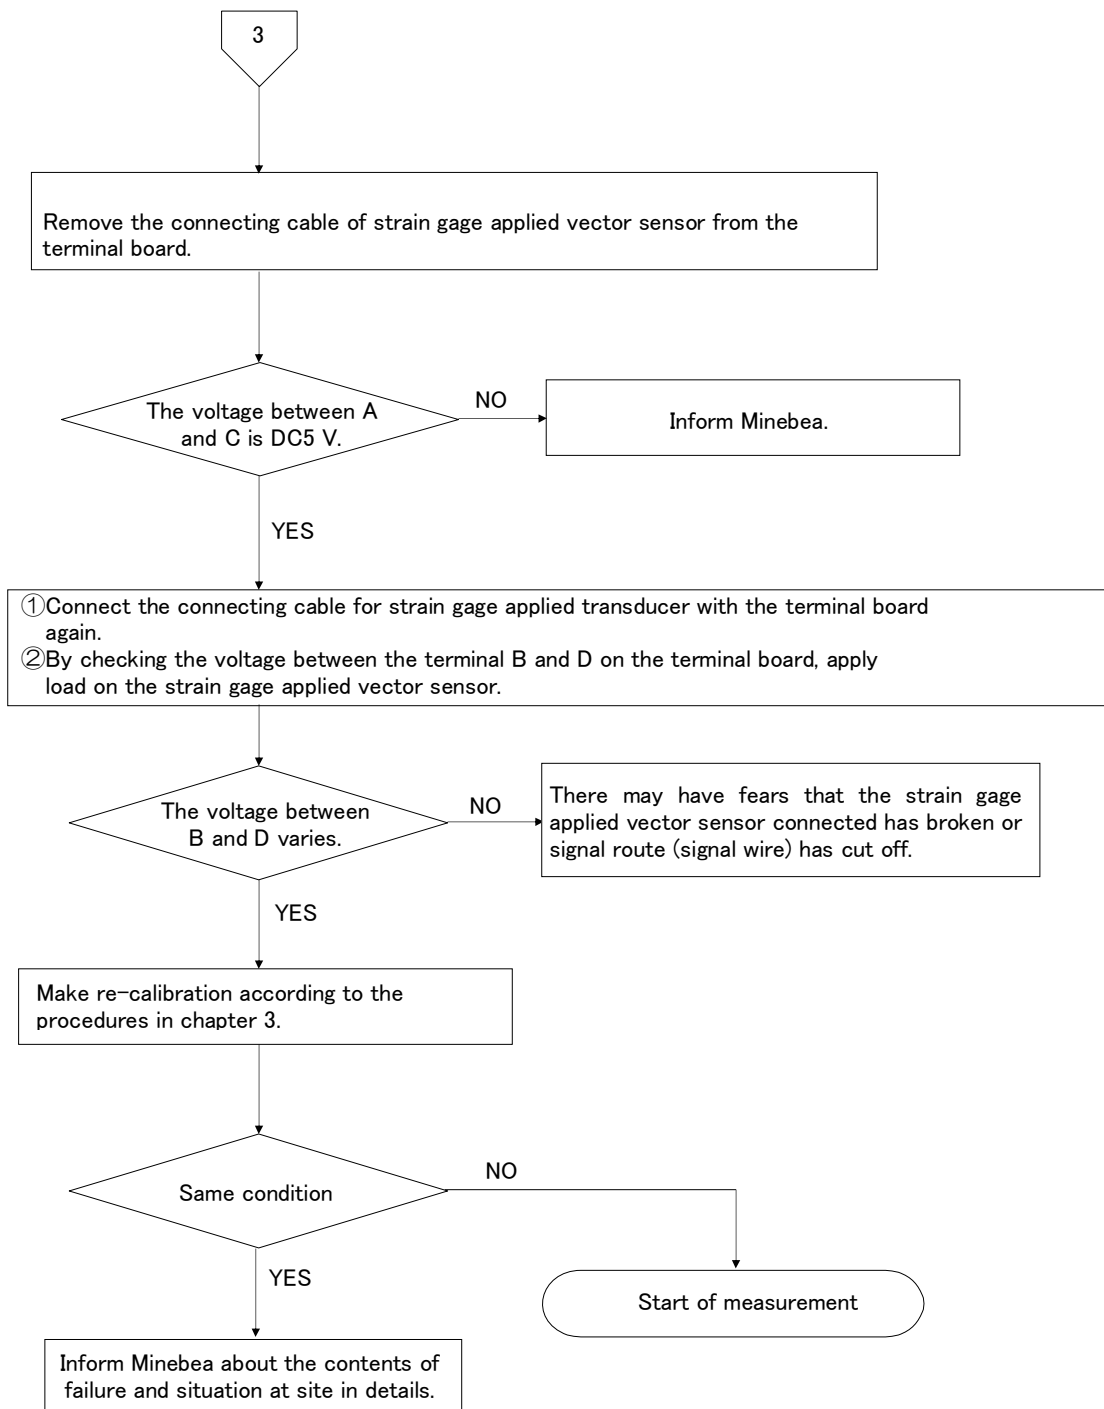 3
Remove the connecting cable of strain gage applied vector sensor from the
terminal board.
The voltage between A
and C is DC5 V.
NO
Inform Minebea.
YES
①Connect the connecting cable for strain gage applied transducer with the terminal board
again.
②By checking the voltage between the terminal B and D on the terminal board, apply
load on the strain gage applied vector sensor.
The voltage between
B and D varies.
NO
There may have fears that the strain gage
applied vector sensor connected has broken or
signal route (signal wire) has cut off.
YES
Make re-calibration according to the
procedures in chapter 3.
Same condition
NO
YES
Start of measurement
Inform Minebea about the contents of
failure and situation at site in details.